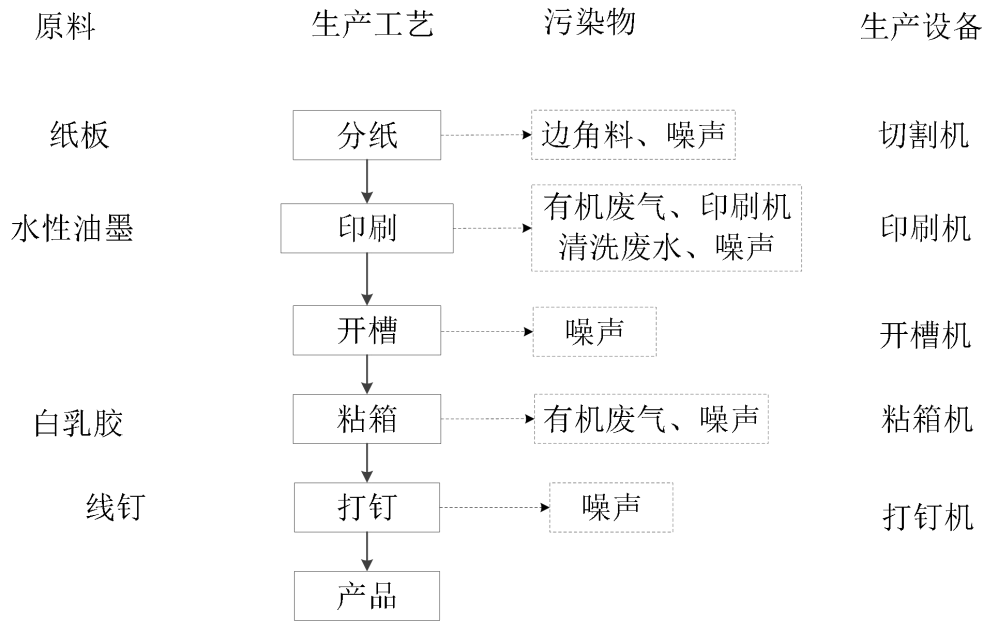 原料 生产工艺 污染物 生产设备
纸板 分纸 边角料、噪声 切割机
水性油墨 印刷 有机废气、印刷机 印刷机
清洗废水、噪声
开槽 噪声 开槽机
白乳胶 粘箱 有机废气、噪声 粘箱机
线钉 打钉 噪声 打钉机
产品